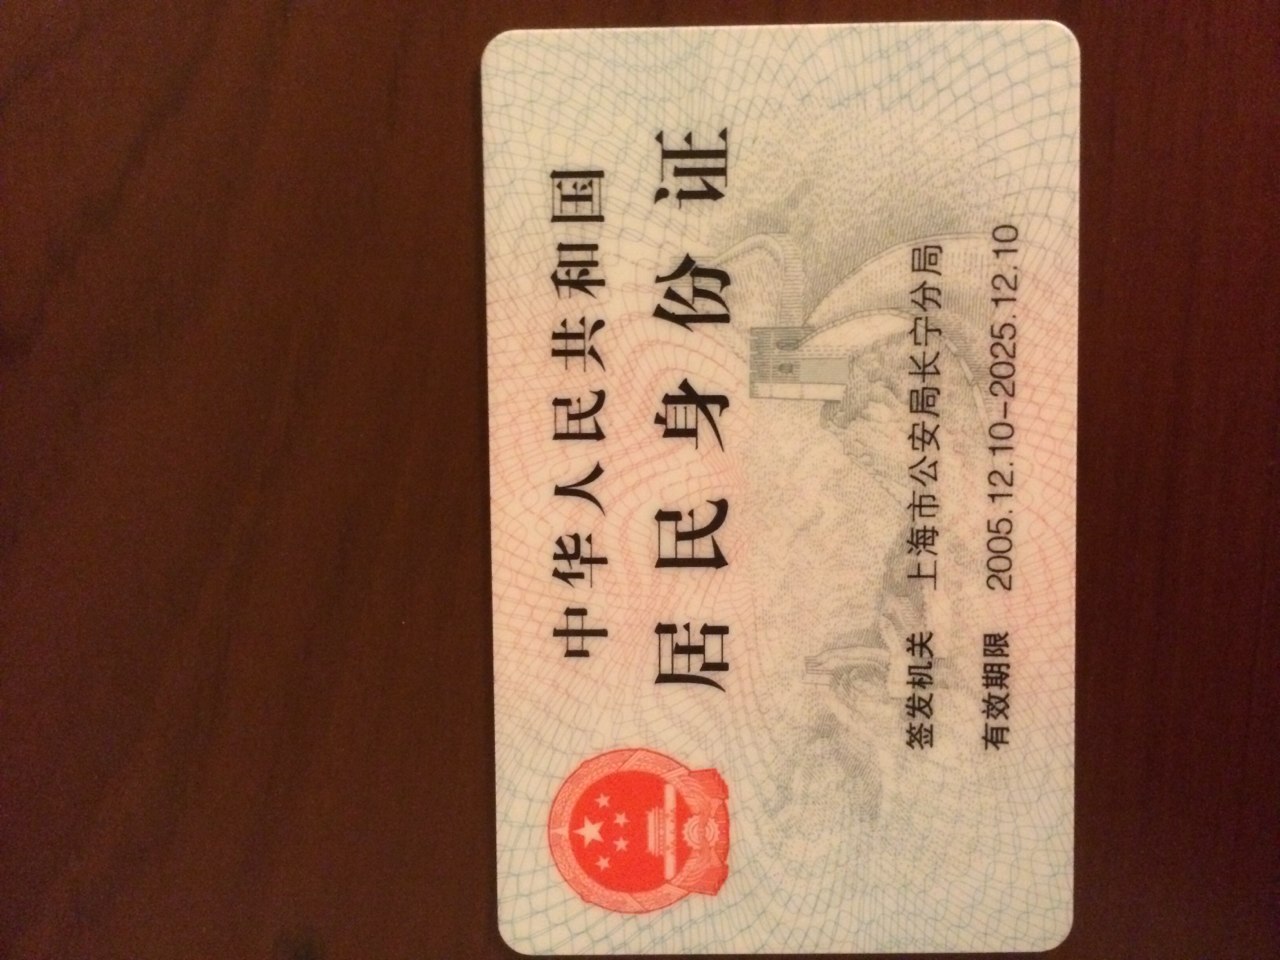 中华人民共和国
居民身份证
签发机关 上海市公安局长宁分局
有效期限 2005.12.10-2025.12.10